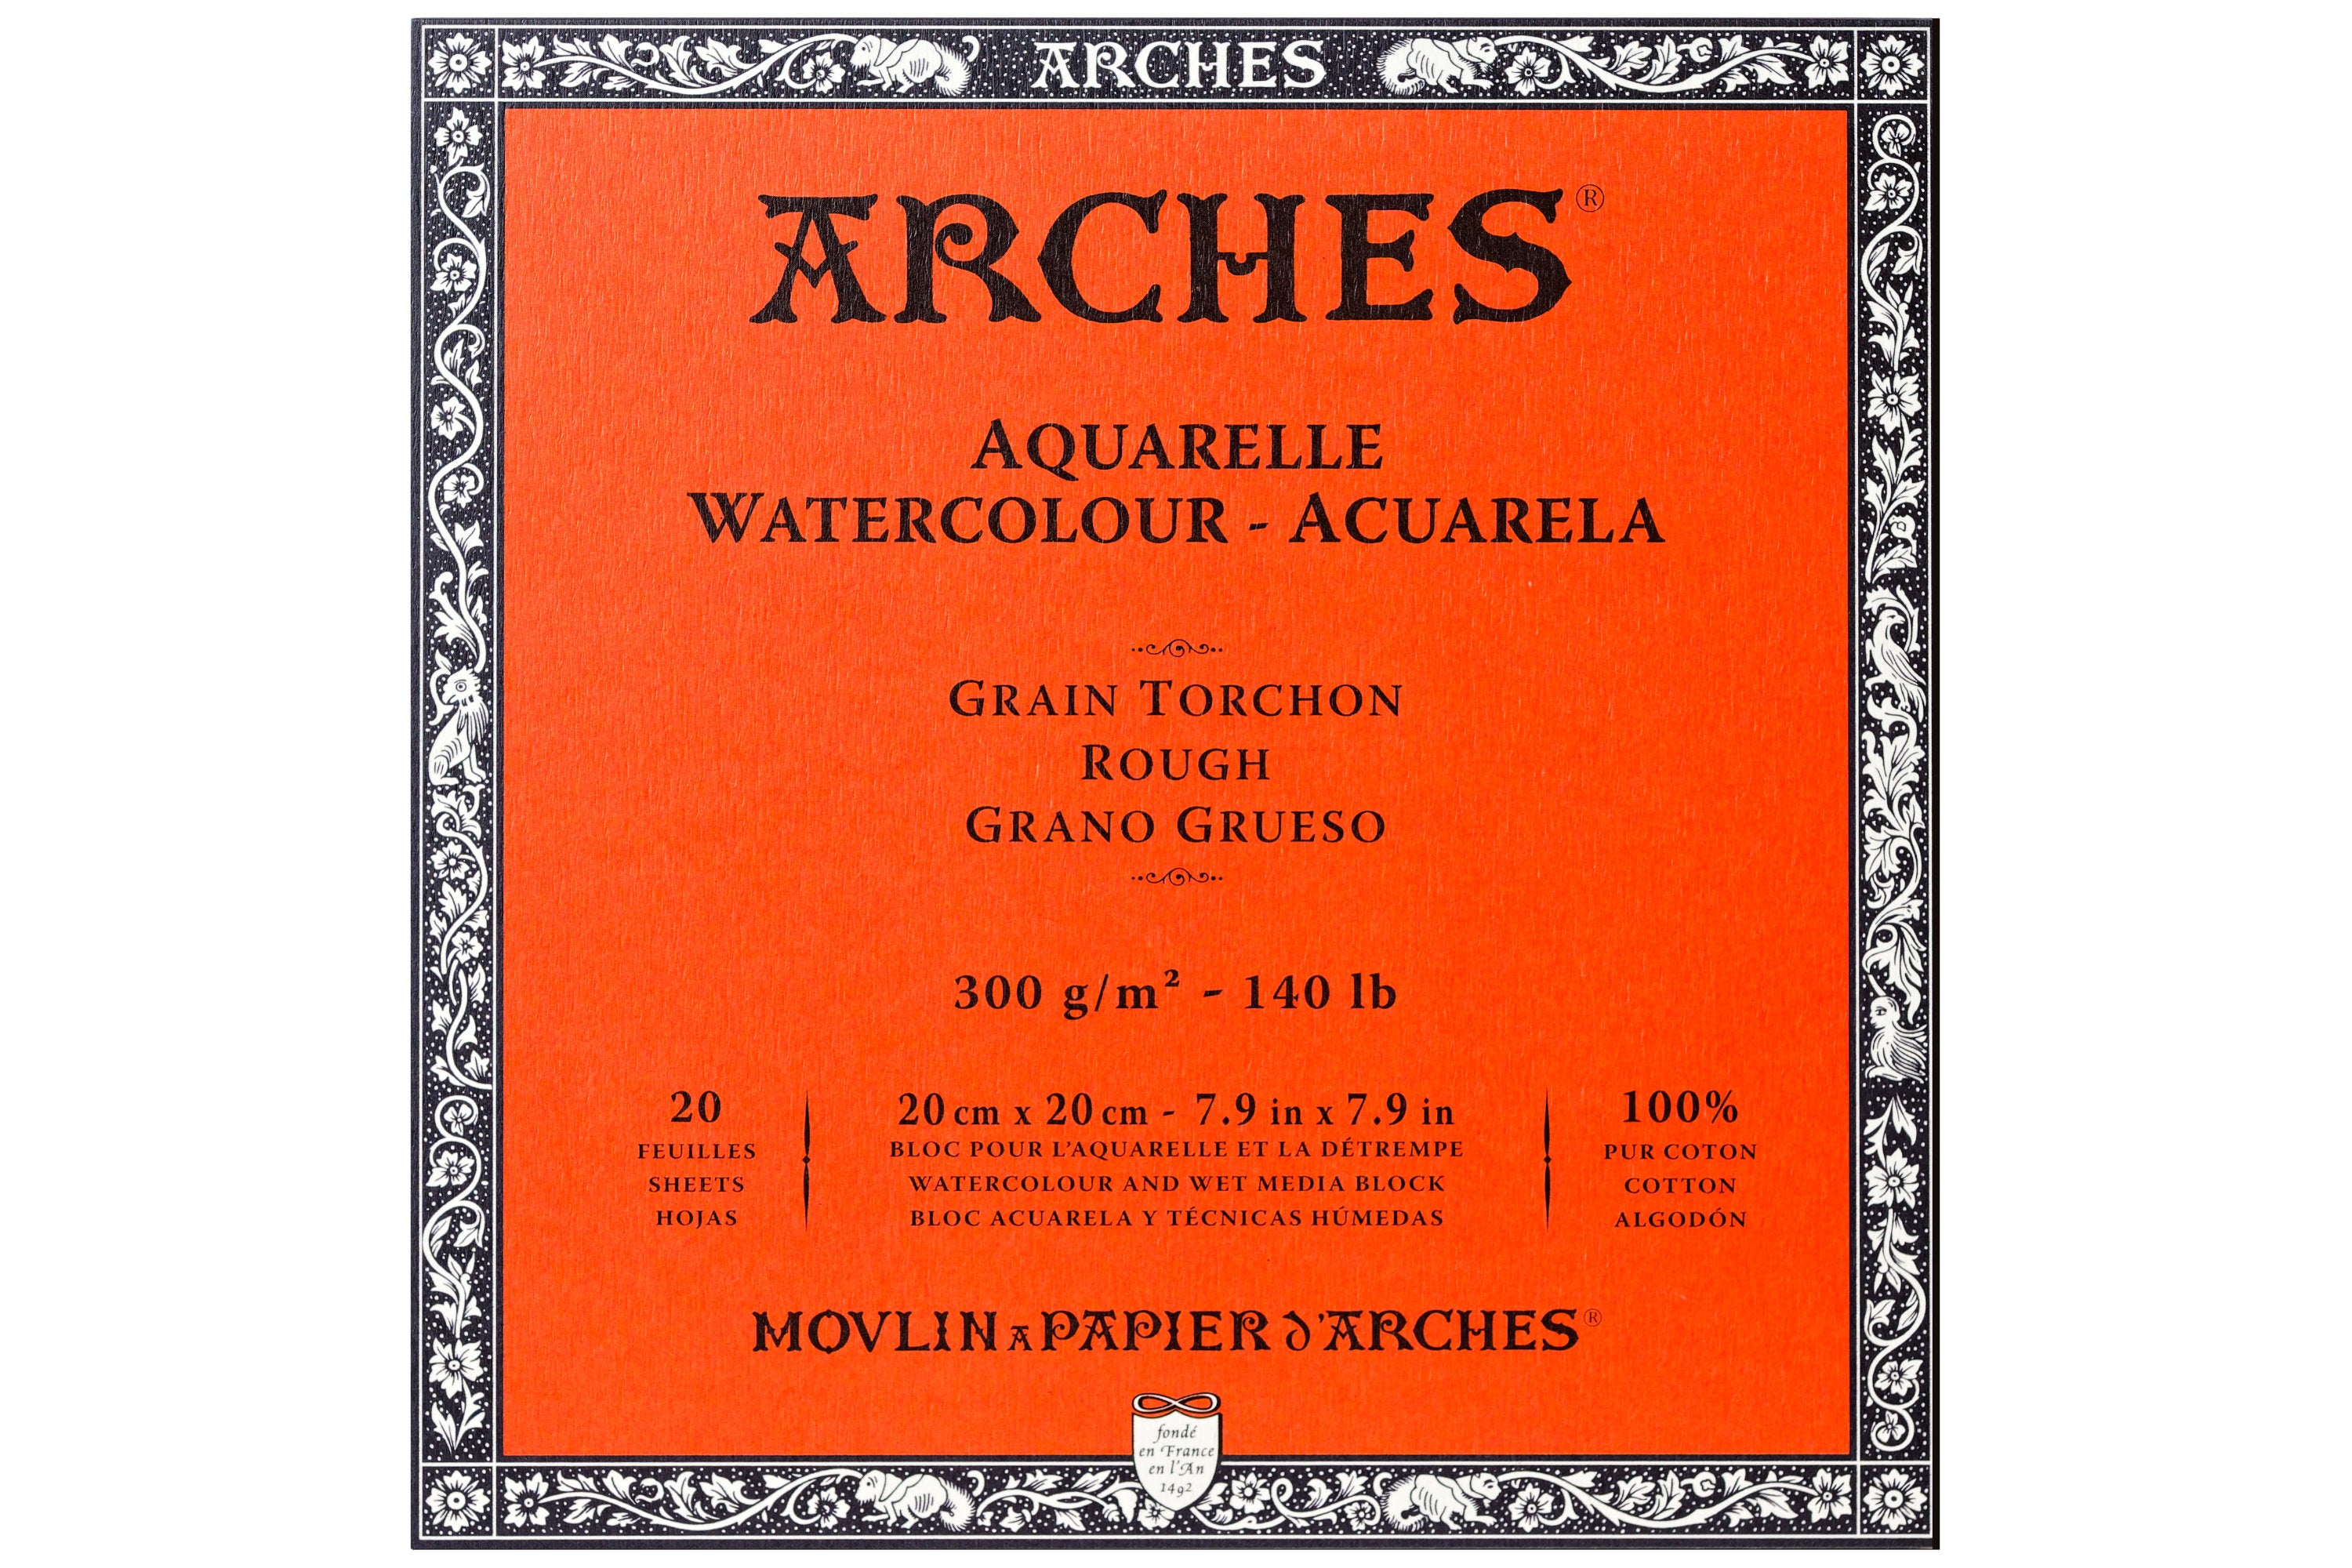 ARCHES
ARCHES®
AQUARELLE
WATERCOLOUR - ACUARELA
GRAIN TORCHON
ROUGH
GRANO GRUESO
300 g/m² - 140 lb
20
FEUILLES
SHEETS
HOJAS
20 cm x 20 cm - 7.9 in x 7.9 in
BLOC POUR L'AQUARELLE ET LA DÉTREMPE
WATERCOLOUR AND WET MEDIA BLOCK
BLOC ACUARELA Y TÉCNICAS HÚMEDAS
100%
PUR COTON
COTTON
ALGODÓN
MOVLIN A PAPIER D'ARCHES®
fondé
en France
en l'An
1492